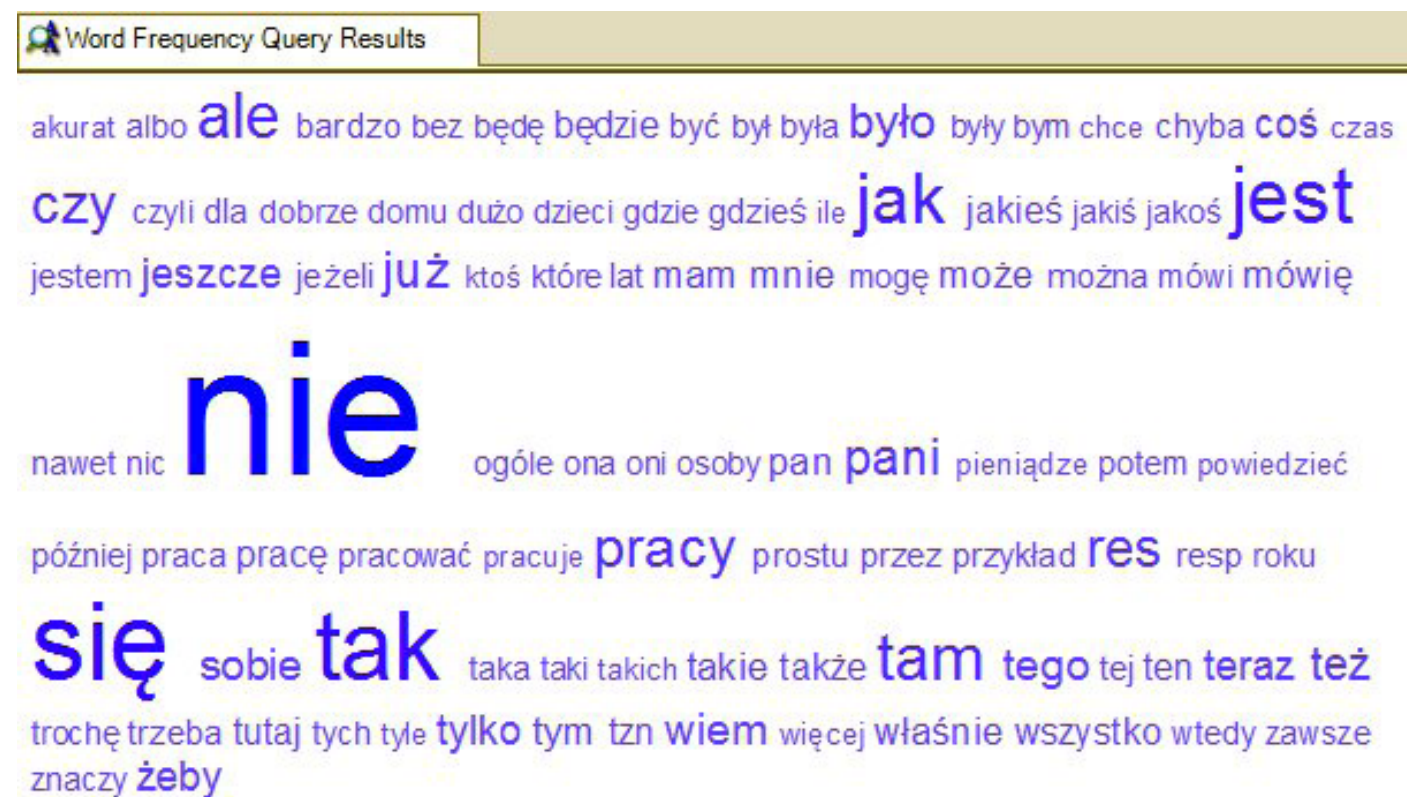 Word Frequency Query Results
akurat albo ale bardzo bez będę będzie być był była było były bym chce chyba coś czas
czy czyli dla dobrze domu dużo dzieci gdzie gdzieś ile jak jakieś jakiś jakoś jest
jestem jeszcze jeżeli już ktoś które lat mam mnie mogę może można mówi mówię
nawet nic nie ogóle ona oni osoby pan pani pieniądze potem powiedzieć
później praca pracę pracować pracuje pracy prostu przez przykład res resp roku
się sobie tak taka taki takich takie także tam tego tej ten teraz też
trochę trzeba tutaj tych tyle tylko tym tzn wiem więcej właśnie wszystko wtedy zawsze
znaczy żeby